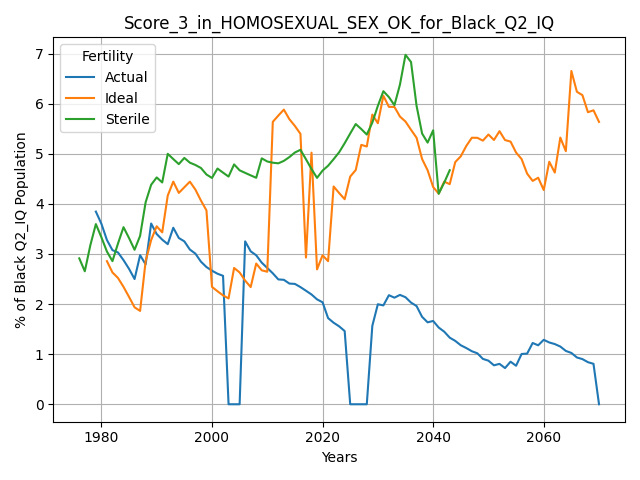 Score_3_in_HOMOSEXUAL_SEX_OK_for_Black_Q2_IQ
Fertility
Actual
Ideal
Sterile
% of Black Q2_IQ Population
7
6
5
4
3
2
1
0
1980 2000 2020 2040 2060
Years